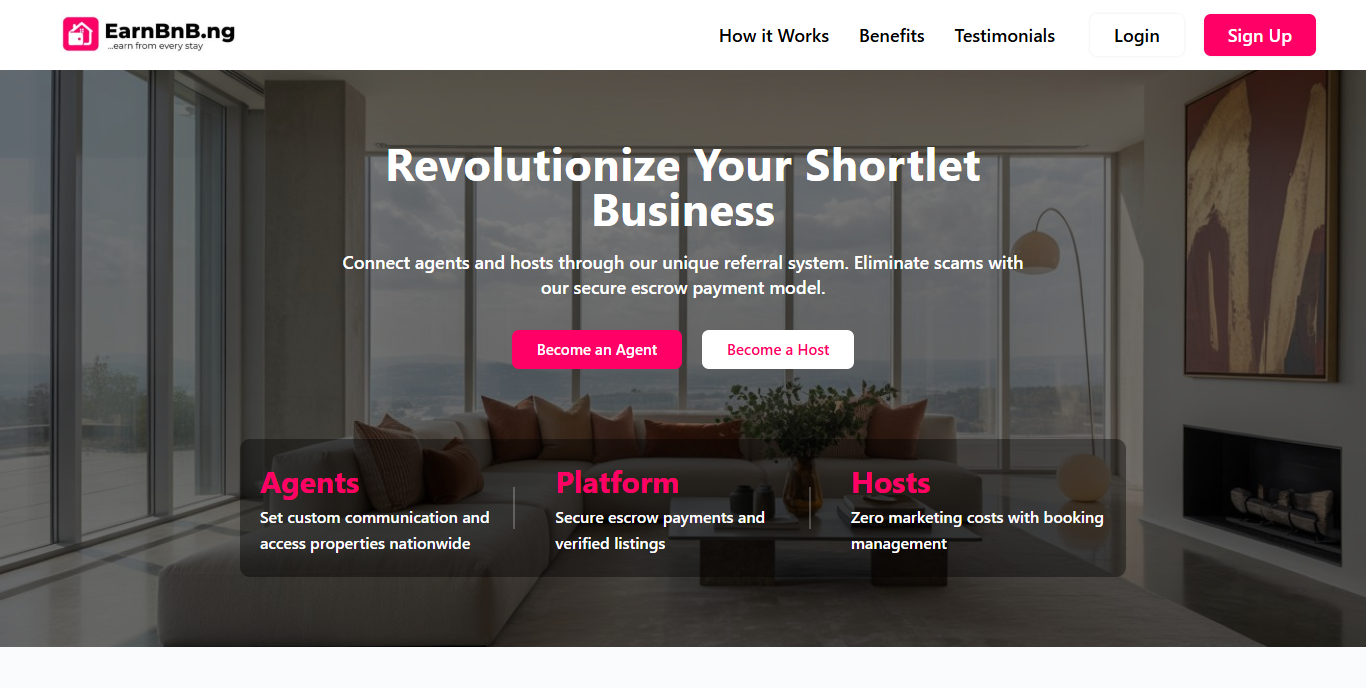 EarnBnB.ng
...earn from every stay
How it Works
Benefits
Testimonials
Login
Sign Up
Revolutionize Your Shortlet
Business
Connect agents and hosts through our unique referral system. Eliminate scams with
our secure escrow payment model.
Become an Agent
Become a Host
Agents
Set custom communication and
access properties nationwide
Platform
Secure escrow payments and
verified listings
Hosts
Zero marketing costs with booking
management